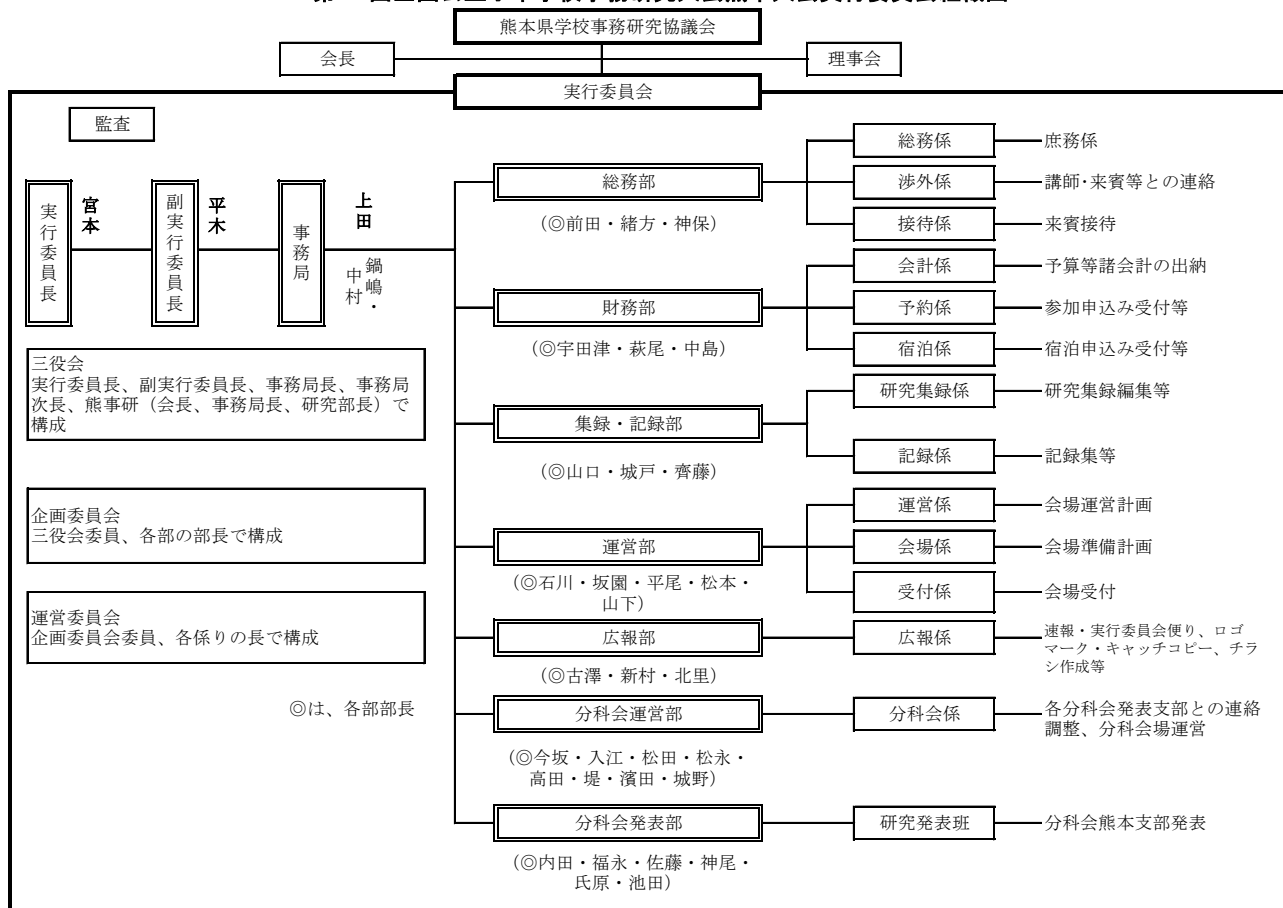 熊本県学校事務研究協議会
会長
理事会
実行委員会
監査
実行委員長
宮本
副実行委員長
平木
事務局
上田
鍋嶋・
中村
三役会
実行委員長、副実行委員長、事務局長、事務局
次長、熊事研（会長、事務局長、研究部長）で
構成
企画委員会
三役会委員、各部の部長で構成
運営委員会
企画委員会委員、各係りの長で構成
◎は、各部部長
総務部
（◎前田・緒方・神保）
総務係
庶務係
渉外係
講師・来賓等との連絡
接待係
来賓接待
財務部
（◎宇田津・萩尾・中島）
会計係
予算等諸会計の出納
予約係
参加申込み受付等
宿泊係
宿泊申込み受付等
集録・記録部
（◎山口・城戸・齊藤）
研究集録係
研究集録編集等
記録係
記録集等
運営部
（◎石川・坂園・平尾・松本・
山下）
運営係
会場運営計画
会場係
会場準備計画
受付係
会場受付
広報部
（◎古澤・新村・北里）
広報係
速報・実行委員会便り、ロゴ
マーク・キャッチコピー、チラ
シ作成等
分科会運営部
（◎今坂・入江・松田・松永・
高田・堤・濱田・城野）
分科会係
各分科会発表支部との連絡
調整、分科会場運営
分科会発表部
（◎内田・福永・佐藤・神尾・
氏原・池田）
研究発表班
分科会熊本支部発表